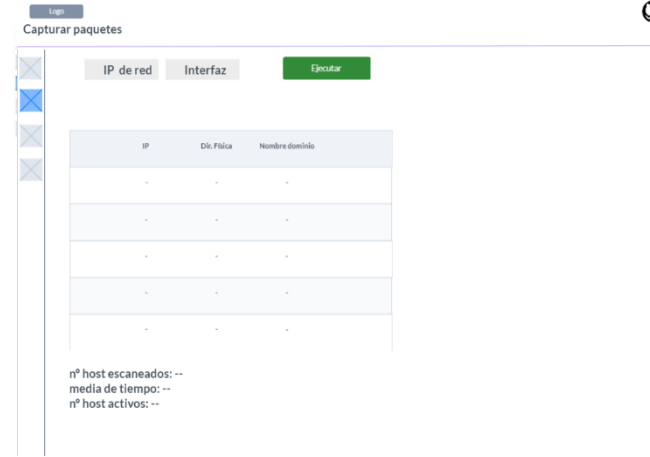 Logo
Capturar paquetes
IP de red Interfaz Ejecutar
IP Dir. Física Nombre dominio
- - -
- - -
- - -
- - -
- - -
nº host escaneados: --
media de tiempo: --
nº host activos: --